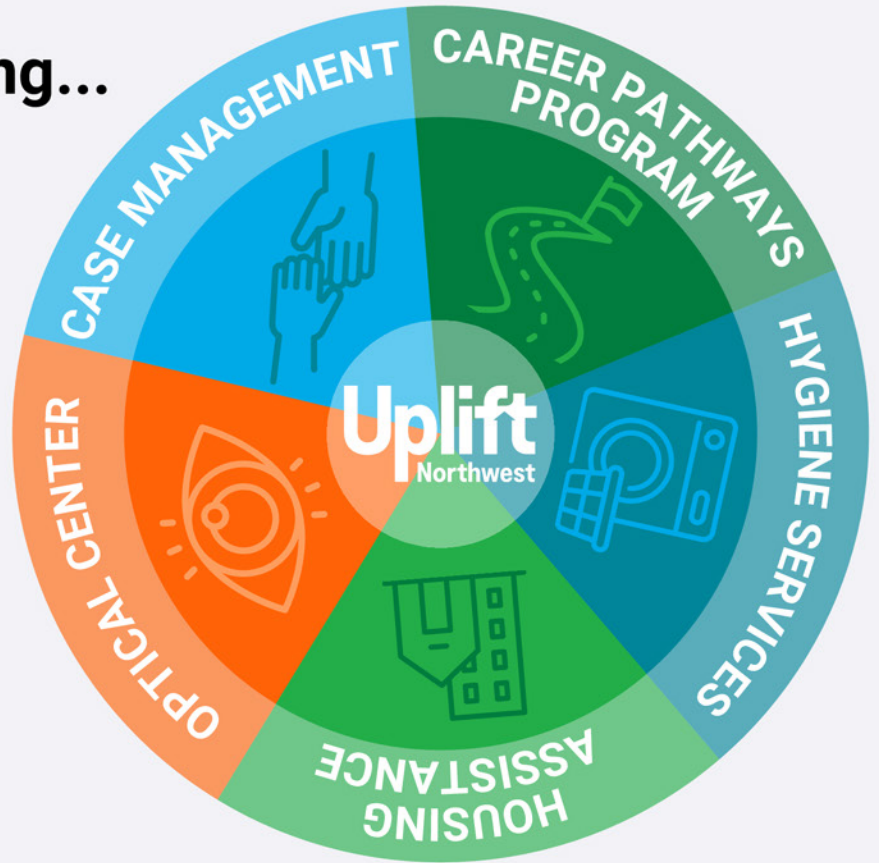 ng...
CASE MANAGEMENT
CAREER PATHWAYS
PROGRAM
HYGIENE SERVICES
HOUSING
ASSISTANCE
OPTICAL CENTER
Uplift
Northwest